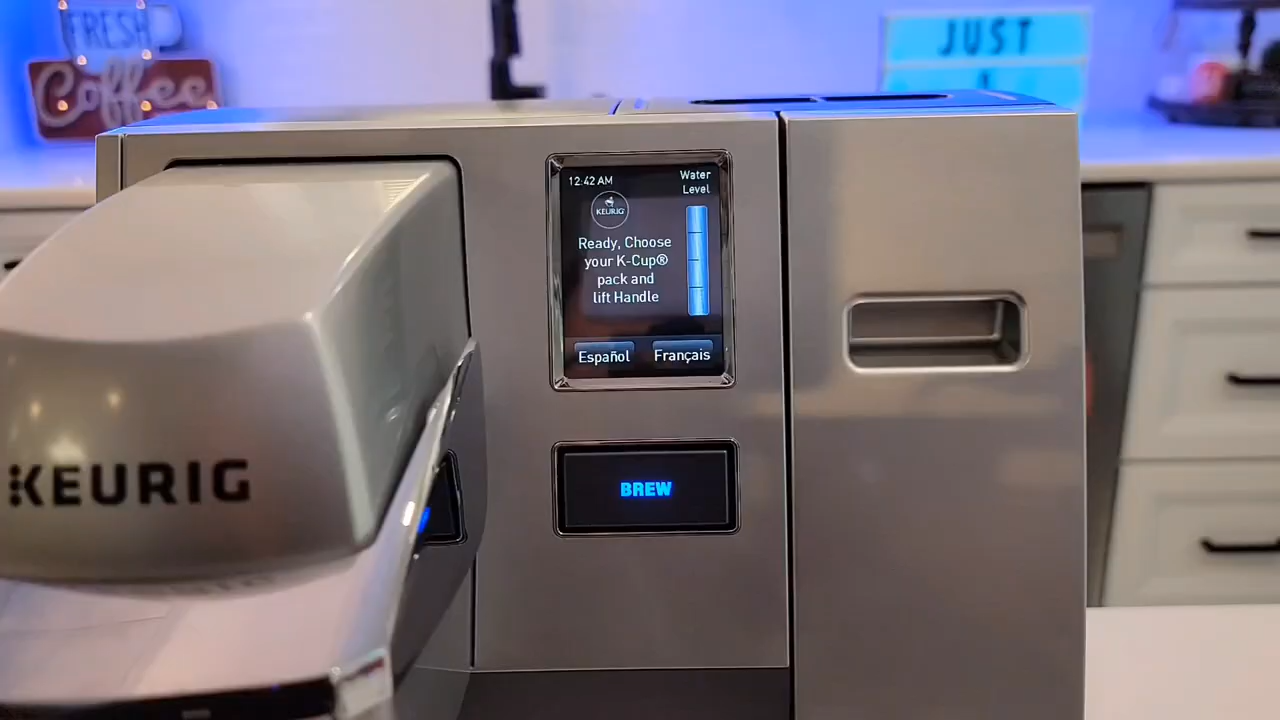 FRESH
Coffee
JUST
12:42 AM
Water
Level
KEURIG
Ready, Choose
your K-Cup®
pack and
lift Handle
Español
Français
BREW
KEURIG